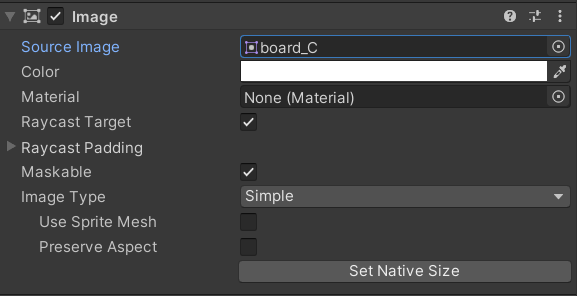 Image
Source Image board_C
Color
Material None (Material)
Raycast Target
Raycast Padding
Maskable
Image Type Simple
Use Sprite Mesh
Preserve Aspect
Set Native Size